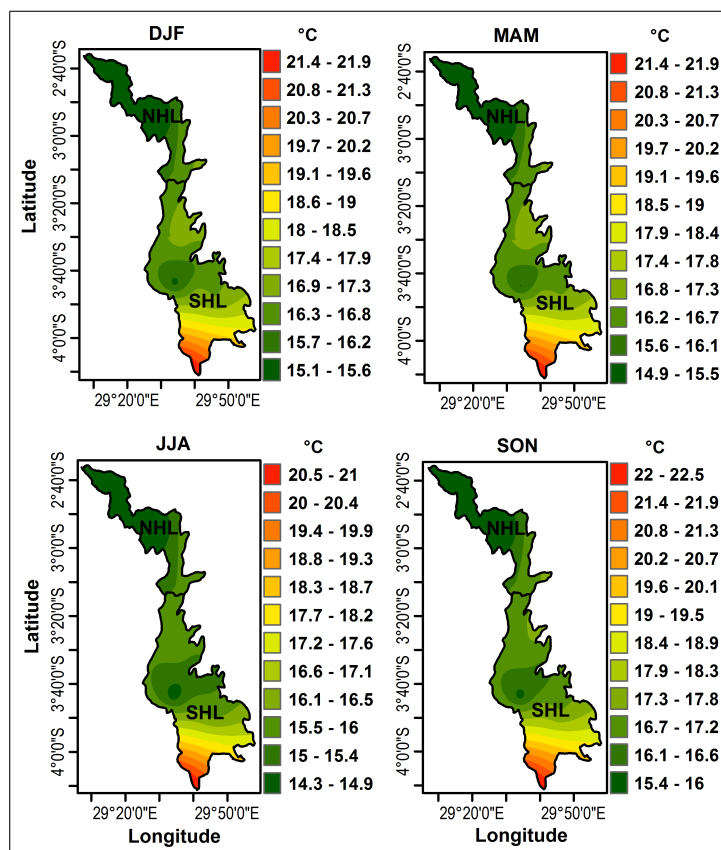 DJF
°C
21.4 - 21.9
20.8 - 21.3
20.3 - 20.7
19.7 - 20.2
19.1 - 19.6
18.6 - 19
18 - 18.5
17.4 - 17.9
16.9 - 17.3
16.3 - 16.8
15.7 - 16.2
15.1 - 15.6
NHL
SHL
Latitude
2°40'0"S
3°0'0"S
3°20'0"S
3°40'0"S
4°0'0"S
29°20'0"E
29°50'0"E
MAM
°C
21.4 - 21.9
20.8 - 21.3
20.3 - 20.7
19.7 - 20.2
19.1 - 19.6
18.5 - 19
17.9 - 18.4
17.4 - 17.8
16.8 - 17.3
16.2 - 16.7
15.6 - 16.1
14.9 - 15.5
NHL
SHL
2°40'0"S
3°0'0"S
3°20'0"S
3°40'0"S
4°0'0"S
29°20'0"E
29°50'0"E
JJA
°C
20.5 - 21
20 - 20.4
19.4 - 19.9
18.8 - 19.3
18.3 - 18.7
17.7 - 18.2
17.2 - 17.6
16.6 - 17.1
16.1 - 16.5
15.5 - 16
15 - 15.4
14.3 - 14.9
NHL
SHL
Latitude
2°40'0"S
3°0'0"S
3°20'0"S
3°40'0"S
4°0'0"S
29°20'0"E
29°50'0"E
Longitude
SON
°C
22 - 22.5
21.4 - 21.9
20.8 - 21.3
20.2 - 20.7
19.6 - 20.1
19 - 19.5
18.4 - 18.9
17.9 - 18.3
17.3 - 17.8
16.7 - 17.2
16.1 - 16.6
15.4 - 16
NHL
SHL
2°40'0"S
3°0'0"S
3°20'0"S
3°40'0"S
4°0'0"S
29°20'0"E
29°50'0"E
Longitude